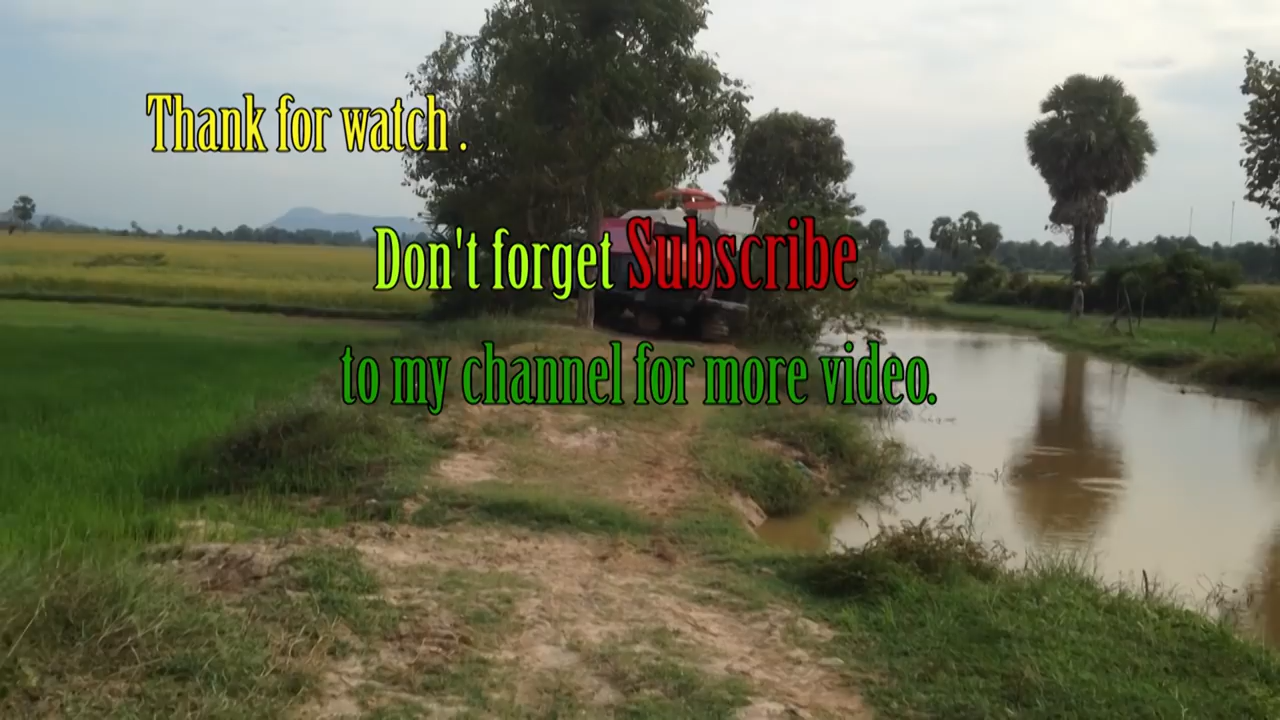 Thank for watch .
Don't forget Subscribe
to my channel for more video.